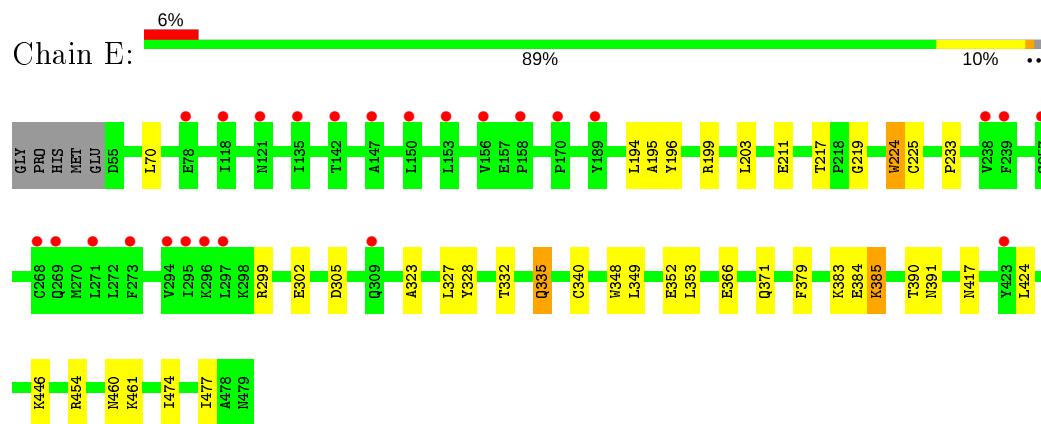 6%
Chain E:
89% 10% ••
GLY PRO HIS MET GLU D55 L70 E78 I118 N121 I135 T142 A147 L150 L153 V156 E157 P158 P170 Y189 L194 A195 Y196 R199 L203 E211 T217 P218 G219 W224 C225 P233 V238 F239
C268 Q269 M270 L271 L272 F273 V294 I295 K296 L297 K298 R299 E302 D305 Q309 A323 L327 Y328 T332 Q335 C340 W348 L349 E352 L353 E366 Q371 F379 K383 E384 K385 T390 N391 N417 Y423 L424
K446 R454 N460 K461 I474 I477 A478 N479